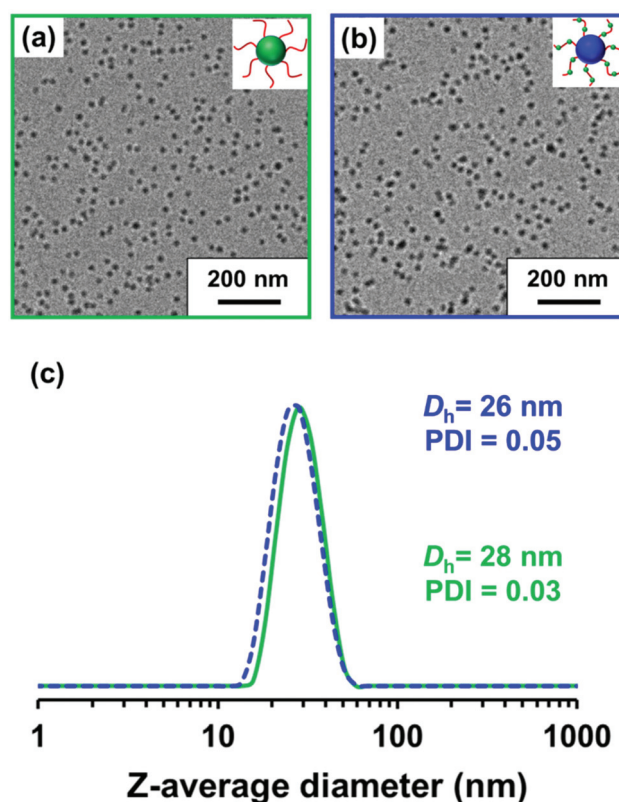 (a)
200 nm
(b)
200 nm
(c)
Dh= 26 nm
PDI = 0.05
Dh= 28 nm
PDI = 0.03
1 10 100 1000
Z-average diameter (nm)